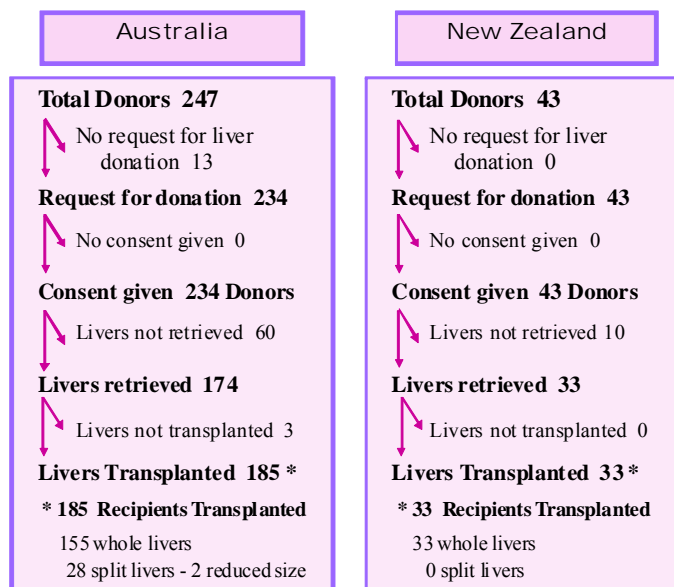 Australia
Total Donors 247
No request for liver
donation 13
Request for donation 234
No consent given 0
Consent given 234 Donors
Livers not retrieved 60
Livers retrieved 174
Livers not transplanted 3
Livers Transplanted 185 *
* 185 Recipients Transplanted
155 whole livers
28 split livers - 2 reduced size
New Zealand
Total Donors 43
No request for liver
donation 0
Request for donation 43
No consent given 0
Consent given 43 Donors
Livers not retrieved 10
Livers retrieved 33
Livers not transplanted 0
Livers Transplanted 33 *
* 33 Recipients Transplanted
33 whole livers
0 split livers